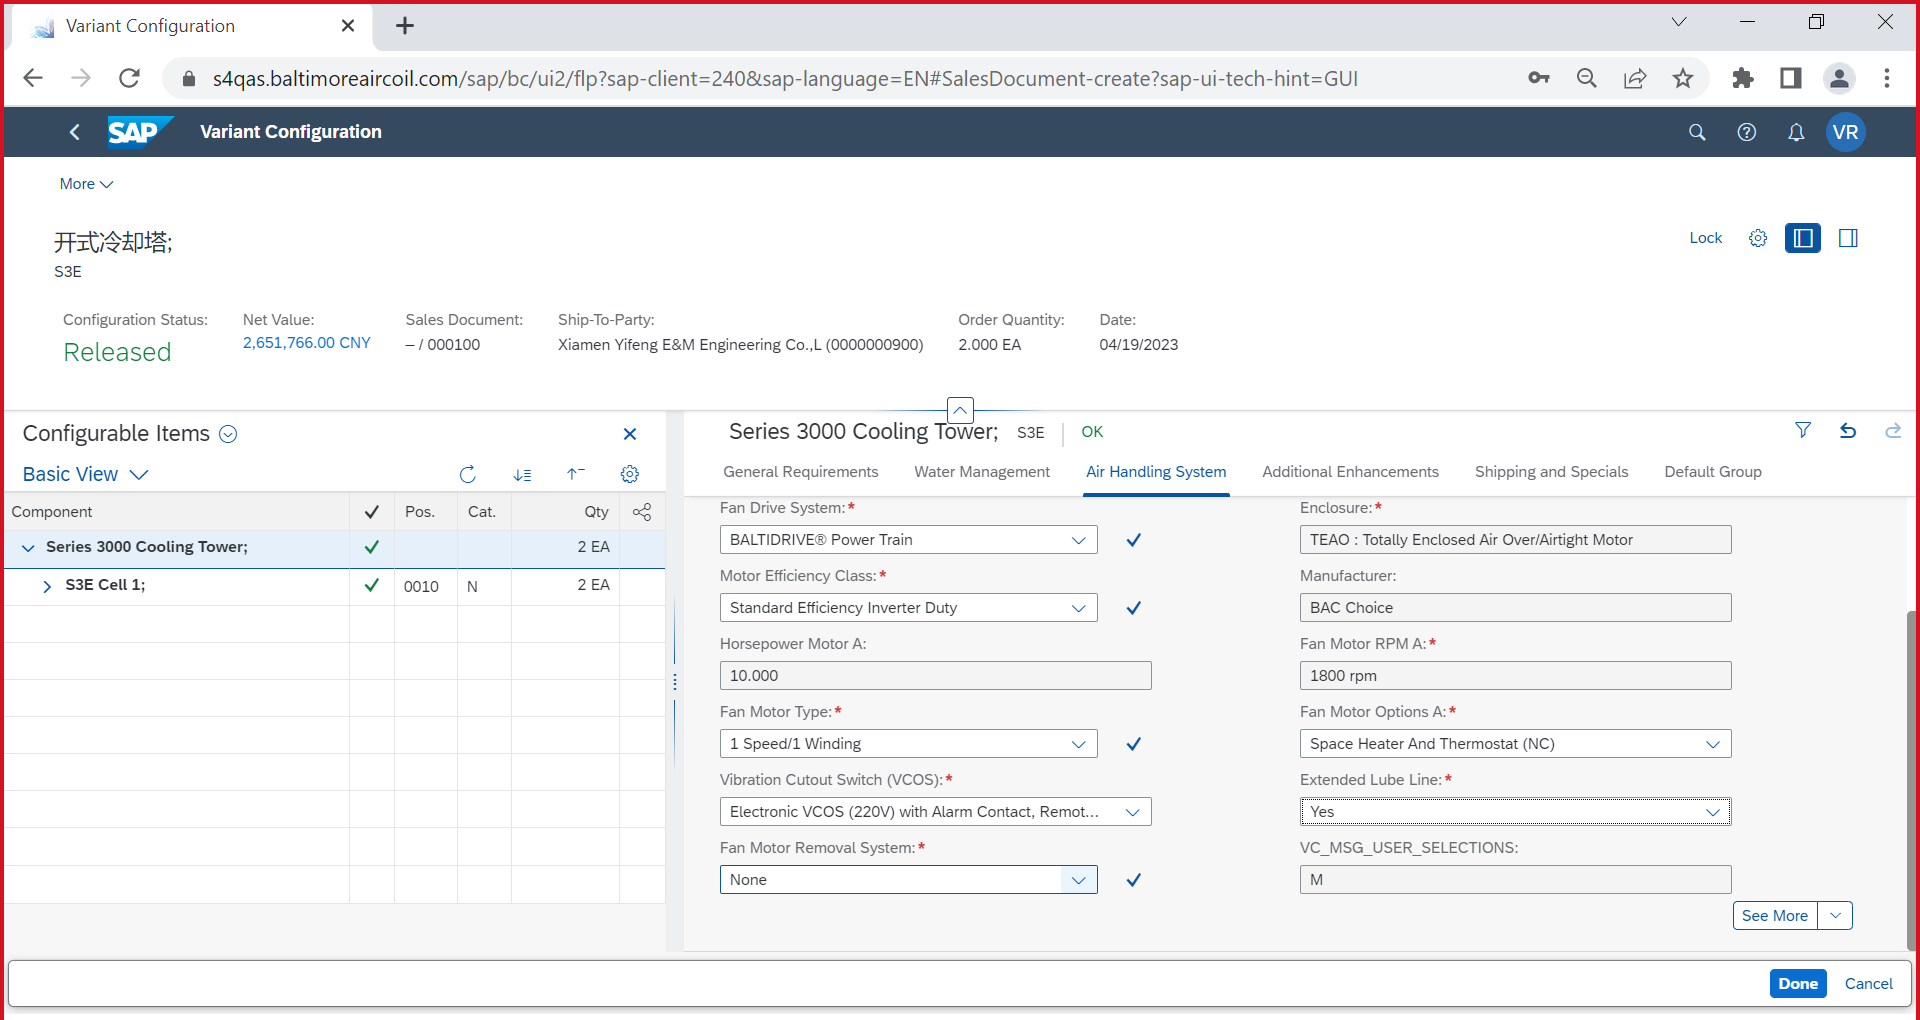 Variant Configuration
s4qas.baltimoreaircoil.com/sap/bc/ui2/flp?sap-client=240&sap-language=EN#SalesDocument-create?sap-ui-tech-hint=GUI
SAP Variant Configuration VR
More
开式冷却塔;
S3E
Lock
Configuration Status: Net Value: Sales Document: Ship-To-Party: Order Quantity: Date:
Released 2,651,766.00 CNY – / 000100 Xiamen Yifeng E&M Engineering Co.,L (0000000900) 2.000 EA 04/19/2023
Configurable Items
Basic View
Component Pos. Cat. Qty
Series 3000 Cooling Tower; 2 EA
S3E Cell 1; 0010 N 2 EA
Series 3000 Cooling Tower; S3E OK
General Requirements Water Management Air Handling System Additional Enhancements Shipping and Specials Default Group
Fan Drive System:* Enclosure:*
BALTIDRIVE® Power Train TEAO : Totally Enclosed Air Over/Airtight Motor
Motor Efficiency Class:* Manufacturer:
Standard Efficiency Inverter Duty BAC Choice
Horsepower Motor A: Fan Motor RPM A:*
10.000 1800 rpm
Fan Motor Type:* Fan Motor Options A:*
1 Speed/1 Winding Space Heater And Thermostat (NC)
Vibration Cutout Switch (VCOS):* Extended Lube Line:*
Electronic VCOS (220V) with Alarm Contact, Remot... Yes
Fan Motor Removal System:* VC_MSG_USER_SELECTIONS:
None M
See More
Done Cancel